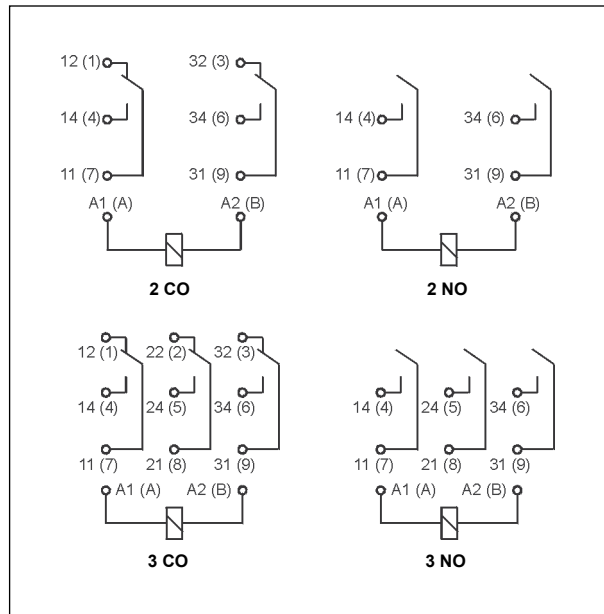 12 (1) 32 (3)
14 (4) 34 (6) 14 (4) 34 (6)
11 (7) 31 (9) 11 (7) 31 (9)
A1 (A) A2 (B) A1 (A) A2 (B)
2 CO 2 NO
12 (1) 22 (2) 32 (3)
14 (4) 24 (5) 34 (6) 14 (4) 24 (5) 34 (6)
11 (7) 21 (8) 31 (9) 11 (7) 21 (8) 31 (9)
A1 (A) A2 (B) A1 (A) A2 (B)
3 CO 3 NO